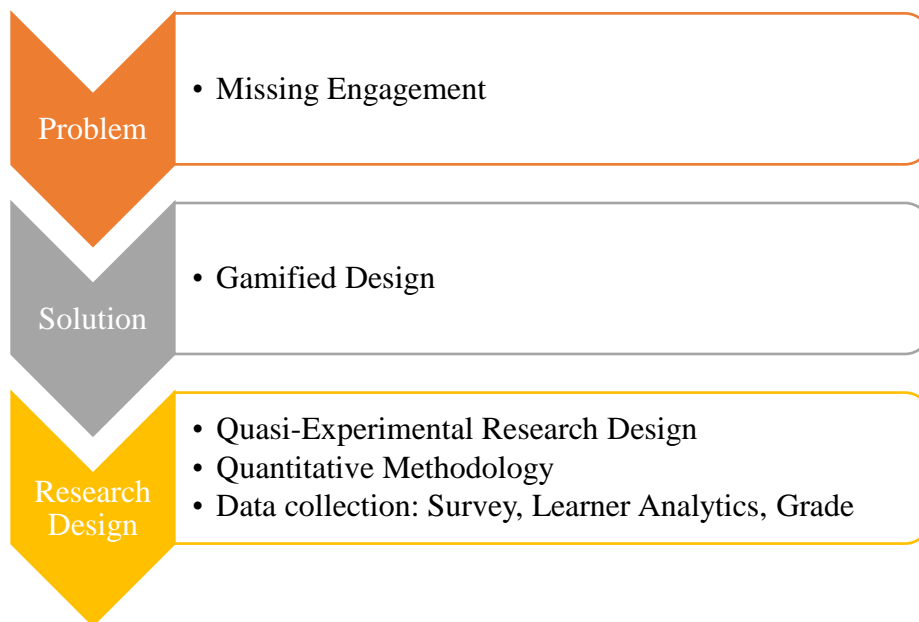 Problem
• Missing Engagement
Solution
• Gamified Design
Research
Design
• Quasi-Experimental Research Design
• Quantitative Methodology
• Data collection: Survey, Learner Analytics, Grade